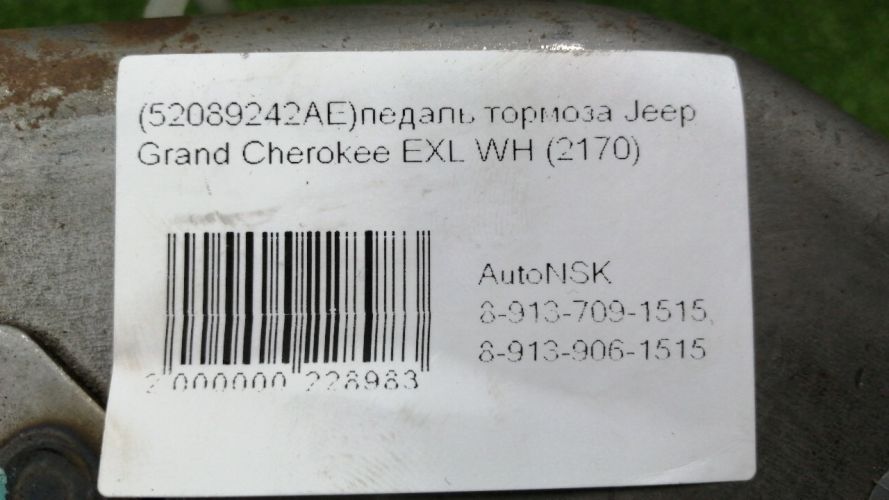 (52089242AE)педаль тормоза Jeep
Grand Cherokee EXL WH (2170)
AutoNSK
8-913-709-1515,
8-913-906-1515
2 000000 228983